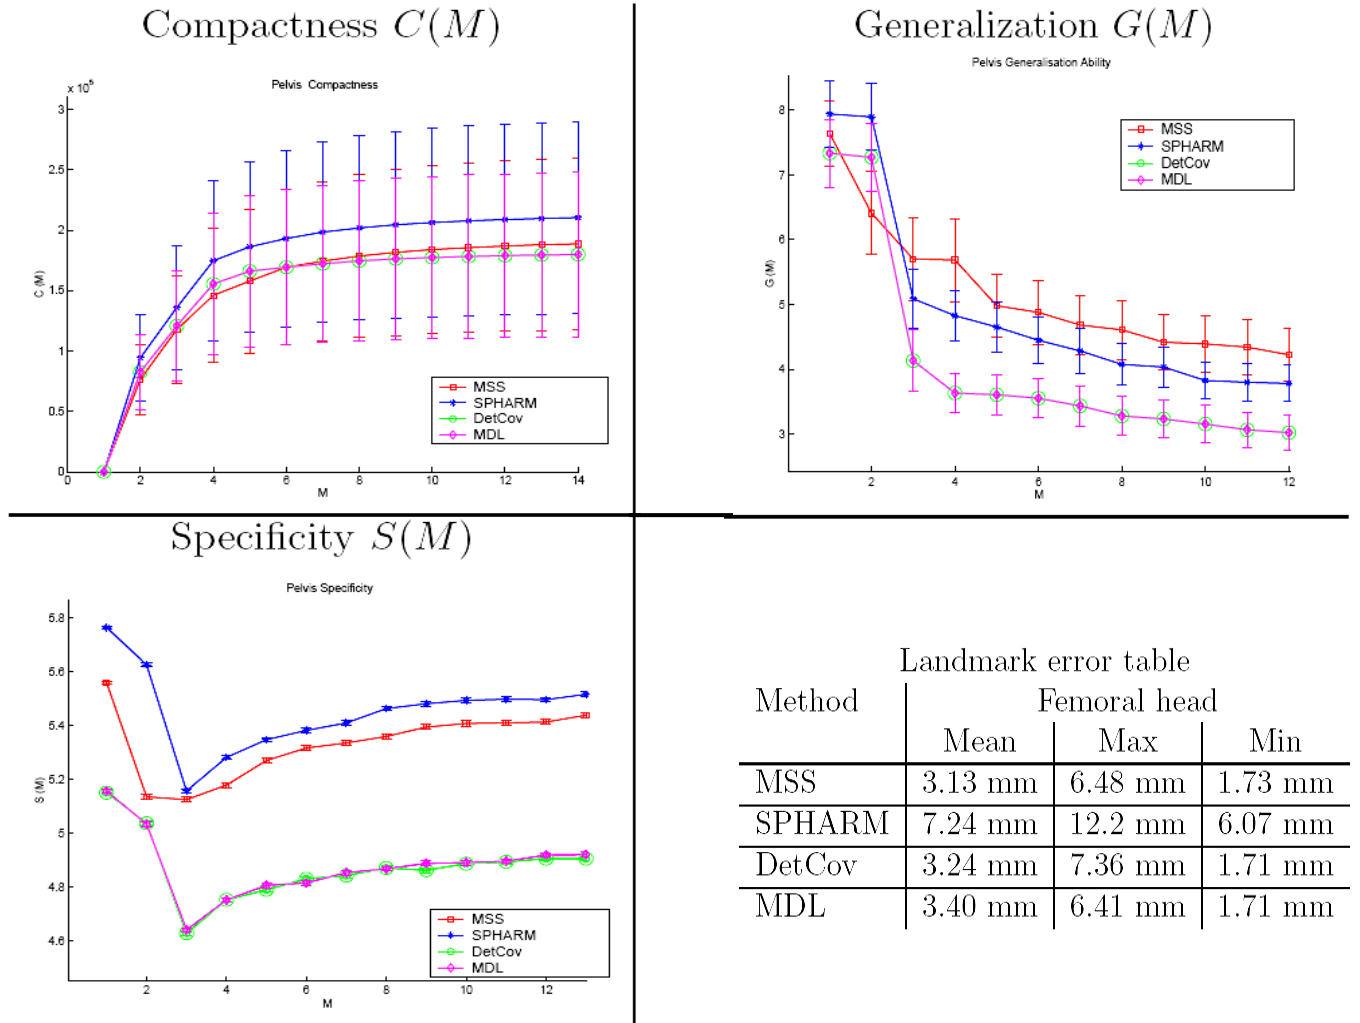 Compactness C(M)
Pelvis Compactness
x 10^5
3
2.5
2
1.5
1
0.5
0
C (M)
0 2 4 6 8 10 12 14
M
MSS
SPHARM
DetCov
MDL
Generalization G(M)
Pelvis Generalisation Ability
8
7
6
5
4
3
G (M)
2 4 6 8 10 12
M
MSS
SPHARM
DetCov
MDL
Specificity S(M)
Pelvis Specificity
5.8
5.6
5.4
5.2
5
4.8
4.6
S (M)
2 4 6 8 10 12
M
MSS
SPHARM
DetCov
MDL
Landmark error table
Method Femoral head
Mean Max Min
MSS 3.13 mm 6.48 mm 1.73 mm
SPHARM 7.24 mm 12.2 mm 6.07 mm
DetCov 3.24 mm 7.36 mm 1.71 mm
MDL 3.40 mm 6.41 mm 1.71 mm